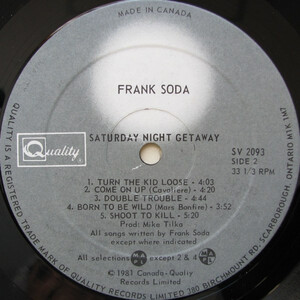 MADE IN CANADA
FRANK SODA
SATURDAY NIGHT GETAWAY
Quality
SV 2093
SIDE 2
33 1/3 RPM
1. TURN THE KID LOOSE - 4:03
2. COME ON UP (Cavaliere) - 4:20
3. DOUBLE TROUBLE - 4:44
4. BORN TO BE WILD (Mars Bonfire) - 3:52
5. SHOOT TO KILL - 5:20
Prod: Mike Tilka
All songs written by Frank Soda
except where indicated
All selections except 2 & 4
© 1981 Canada-Quality
Records Limited
QUALITY IS A REGISTERED TRADE MARK OF QUALITY RECORDS LIMITED 380 BIRCHMOUNT RD. SCARBOROUGH ONTARIO M1K 1M7